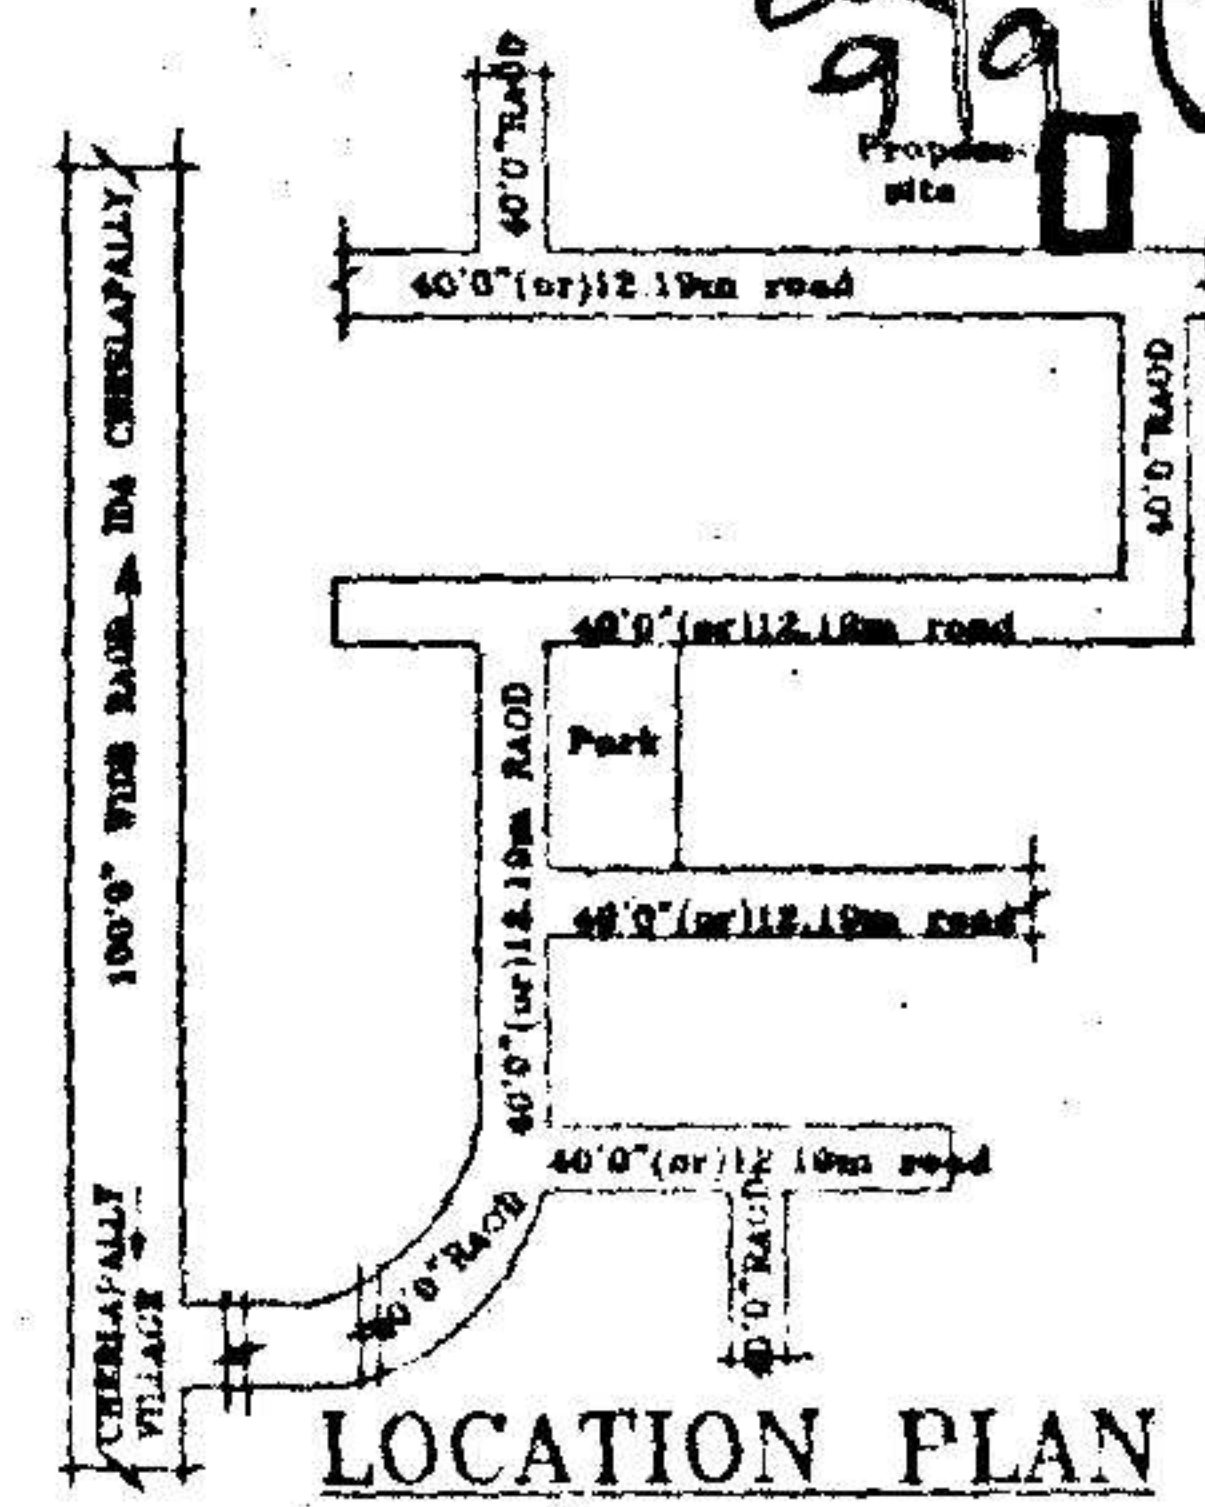 40'0"RAOD
Propose
site
40'0"(or)12.19m road
40'0"RAOD
100'0" WIDE RAOD IDA CHERLAPALLY
40'0"(or)12.19m road
Park
40'0"(or)12.19m RAOD
40'0"(or)12.19m road
40'0"(or)12.19m road
40'0"RAOD
40'0"RAOD
CHERLAPALLY
VILLAGE
LOCATION PLAN